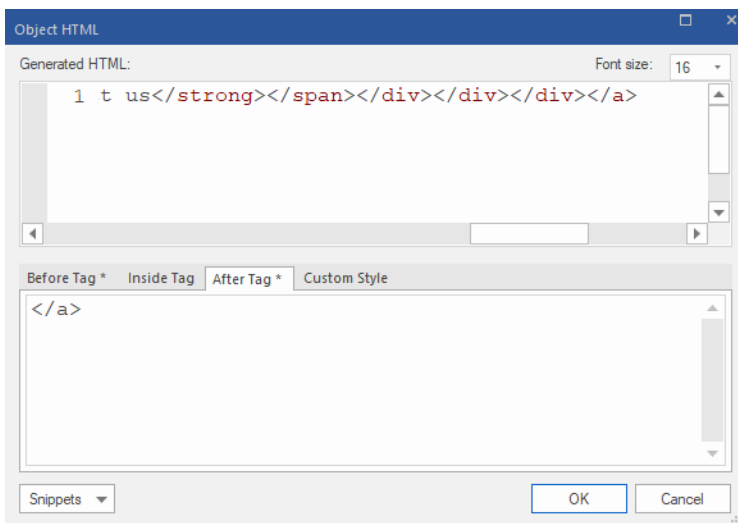 Object HTML
Generated HTML: Font size: 16
1 t us</strong></span></div></div></div></a>
Before Tag * Inside Tag After Tag * Custom Style
</a>
Snippets OK Cancel